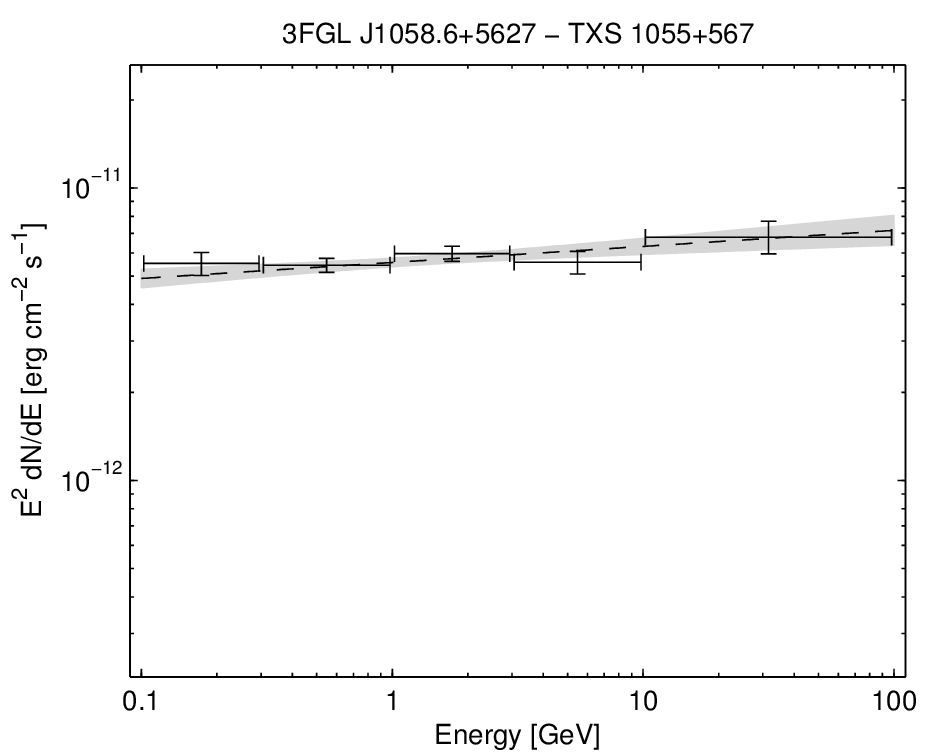 3FGL J1058.6+5627 − TXS 1055+567
10⁻¹¹
10⁻¹²
E² dN/dE [erg cm⁻² s⁻¹]
0.1 1 10 100
Energy [GeV]